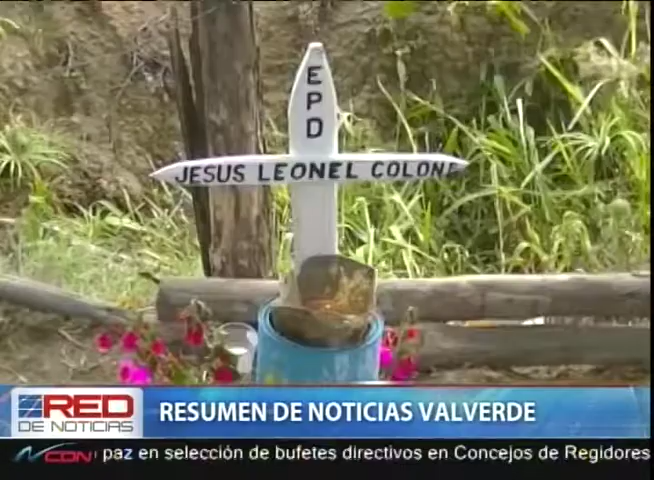 EPD
JESUS LEONEL COLONE
RED
DE NOTICIAS
RESUMEN DE NOTICIAS VALVERDE
NCDN
paz en selección de bufetes directivos en Concejos de Regidores